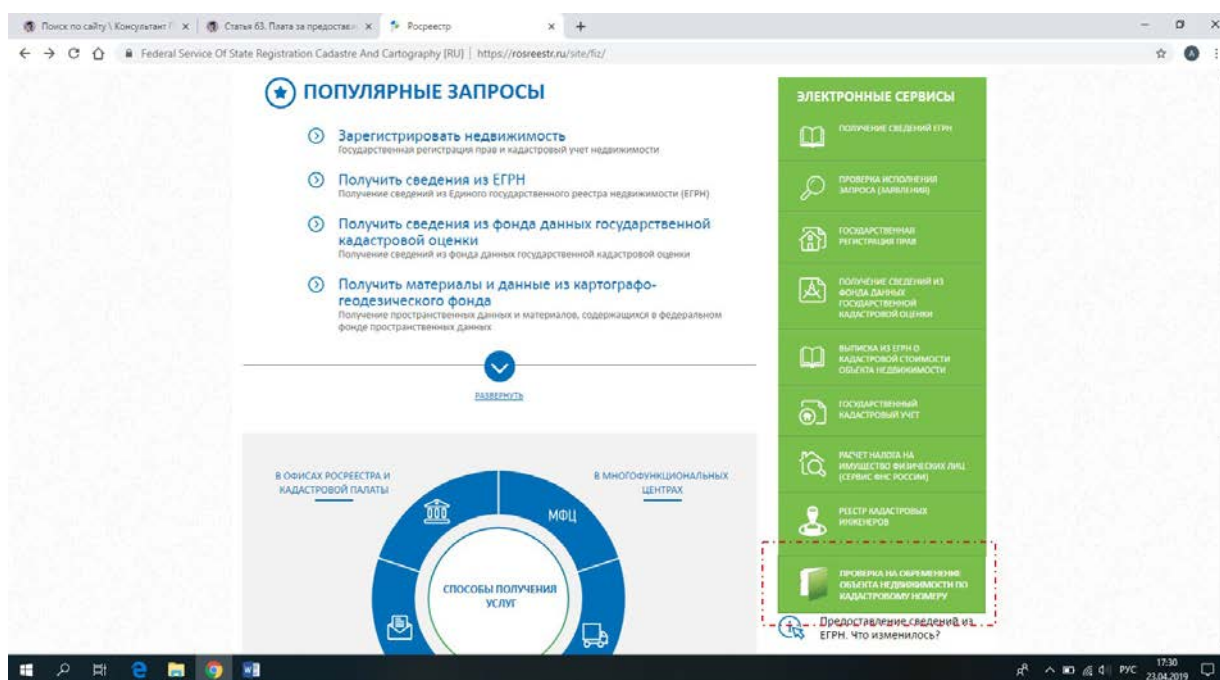 Поиск по сайту \ Консультант
Статья 63. Плата за предостав
Росреестр
Federal Service Of State Registration Cadastre And Cartography [RU] | https://rosreestr.ru/site/fiz/
ПОПУЛЯРНЫЕ ЗАПРОСЫ
Зарегистрировать недвижимость
Государственная регистрация прав и кадастровый учет недвижимости
Получить сведения из ЕГРН
Получение сведений из Единого государственного реестра недвижимости (ЕГРН)
Получить сведения из фонда данных государственной
кадастровой оценки
Получение сведений из фонда данных государственной кадастровой оценки
Получить материалы и данные из картографо-
геодезического фонда
Получение пространственных данных и материалов, содержащихся в федеральном
фонде пространственных данных
РАЗВЕРНУТЬ
В ОФИСАХ РОСРЕЕСТРА И
КАДАСТРОВОЙ ПАЛАТЫ
В МНОГОФУНКЦИОНАЛЬНЫХ
ЦЕНТРАХ
МФЦ
СПОСОБЫ ПОЛУЧЕНИЯ
УСЛУГ
ЭЛЕКТРОННЫЕ СЕРВИСЫ
ПОЛУЧЕНИЕ СВЕДЕНИЙ ЕГРН
ПРОВЕРКА ИСПОЛНЕНИЯ
ЗАПРОСА (ЗАЯВЛЕНИЯ)
ГОСУДАРСТВЕННАЯ
РЕГИСТРАЦИЯ ПРАВ
ПОЛУЧЕНИЕ СВЕДЕНИЙ ИЗ
ФОНДА ДАННЫХ
ГОСУДАРСТВЕННОЙ
КАДАСТРОВОЙ ОЦЕНКИ
ВЫПИСКА ИЗ ЕГРН О
КАДАСТРОВОЙ СТОИМОСТИ
ОБЪЕКТА НЕДВИЖИМОСТИ
ГОСУДАРСТВЕННЫЙ
КАДАСТРОВЫЙ УЧЕТ
РАСЧЕТ НАЛОГА НА
ИМУЩЕСТВО ФИЗИЧЕСКИХ ЛИЦ
(СЕРВИС ФНС РОССИИ)
РЕЕСТР КАДАСТРОВЫХ
ИНЖЕНЕРОВ
ПРОВЕРКА НА ОБРЕМЕНЕНИЕ
ОБЪЕКТА НЕДВИЖИМОСТИ ПО
КАДАСТРОВОМУ НОМЕРУ
Предоставление сведений из
ЕГРН. Что изменилось?
РУС
17:30
23.04.2019